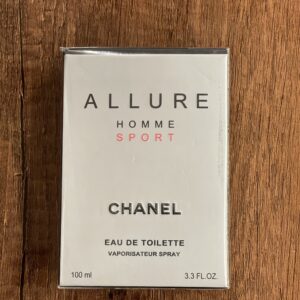 ALLURE
HOMME
SPORT
CHANEL
EAU DE TOILETTE
VAPORISATEUR SPRAY
100 ml 3.3 FL.OZ.